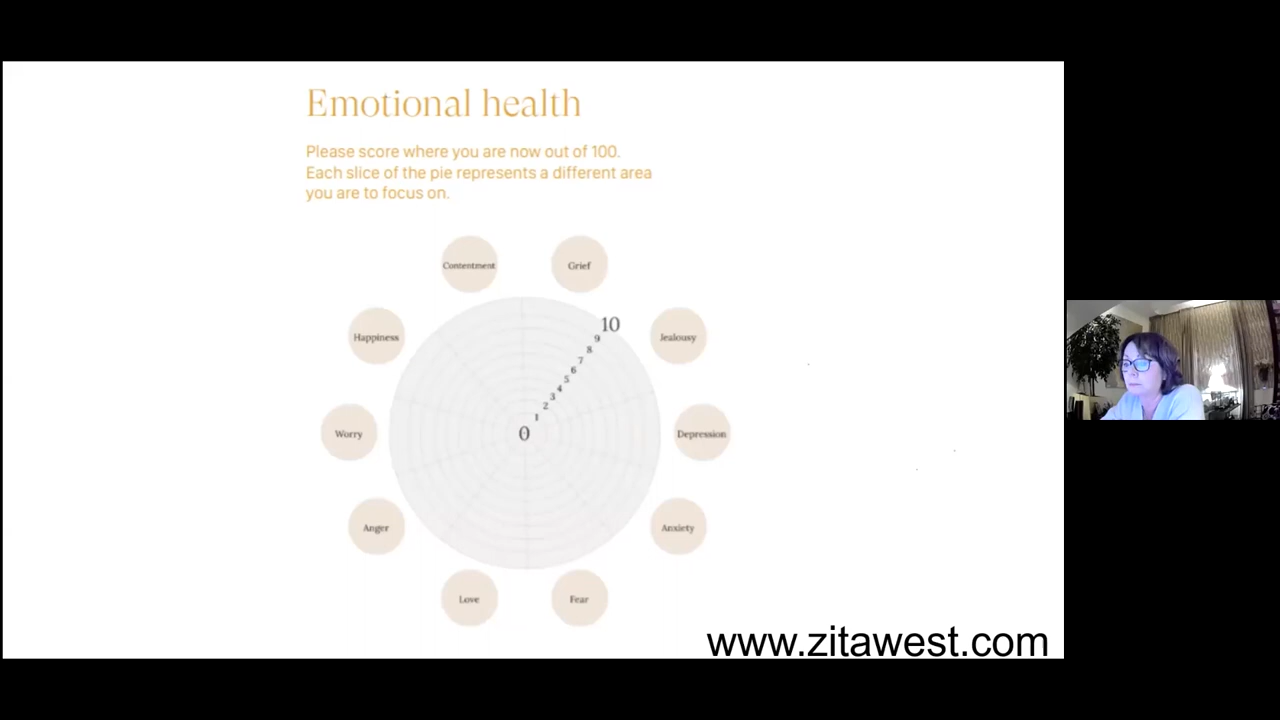 Emotional health
Please score where you are now out of 100.
Each slice of the pie represents a different area
you are to focus on.
Contentment
Grief
Happiness
10
9
8
7
6
5
4
3
2
1
0
Jealousy
Worry
Depression
Anger
Anxiety
Love
Fear
www.zitawest.com